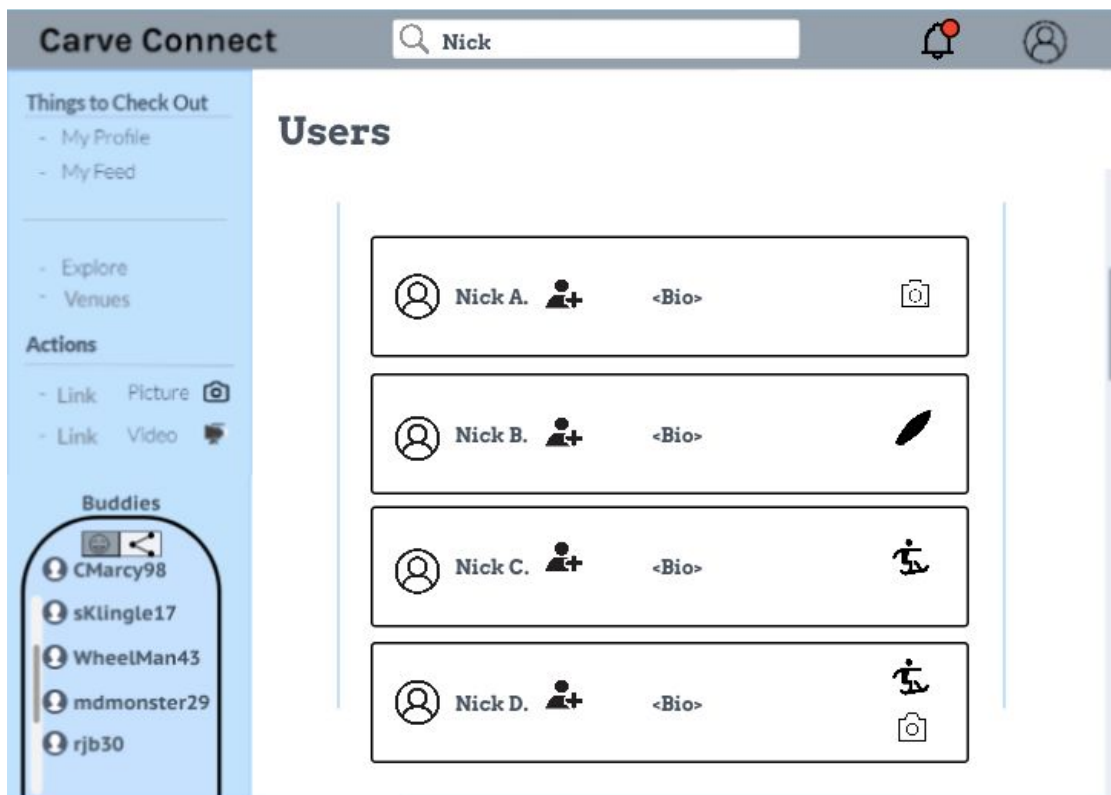 Carve Connect
Nick
Things to Check Out
- My Profile
- My Feed
- Explore
- Venues
Actions
- Link Picture
- Link Video
Buddies
CMarcy98
sKlingle17
WheelMan43
mdmonster29
rjb30
Users
Nick A. <Bio>
Nick B. <Bio>
Nick C. <Bio>
Nick D. <Bio>